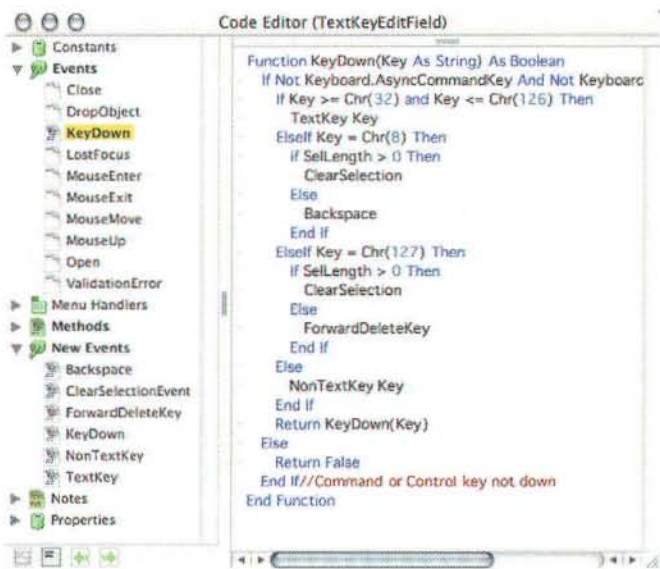 Code Editor (TextKeyEditField)
Constants
Events
Close
DropObject
KeyDown
LostFocus
MouseEnter
MouseExit
MouseMove
MouseUp
Open
ValidationError
Menu Handlers
Methods
New Events
Backspace
ClearSelectionEvent
ForwardDeleteKey
KeyDown
NonTextKey
TextKey
Notes
Properties
Function KeyDown(Key As String) As Boolean
If Not Keyboard.AsyncCommandKey And Not Keyboard
If Key >= Chr(32) and Key <= Chr(126) Then
TextKey Key
ElseIf Key = Chr(8) Then
if SelLength > 0 Then
ClearSelection
Else
Backspace
End If
ElseIf Key = Chr(127) Then
If SelLength > 0 Then
ClearSelection
Else
ForwardDeleteKey
End If
Else
NonTextKey Key
End If
Return KeyDown(Key)
Else
Return False
End If//Command or Control key not down
End Function